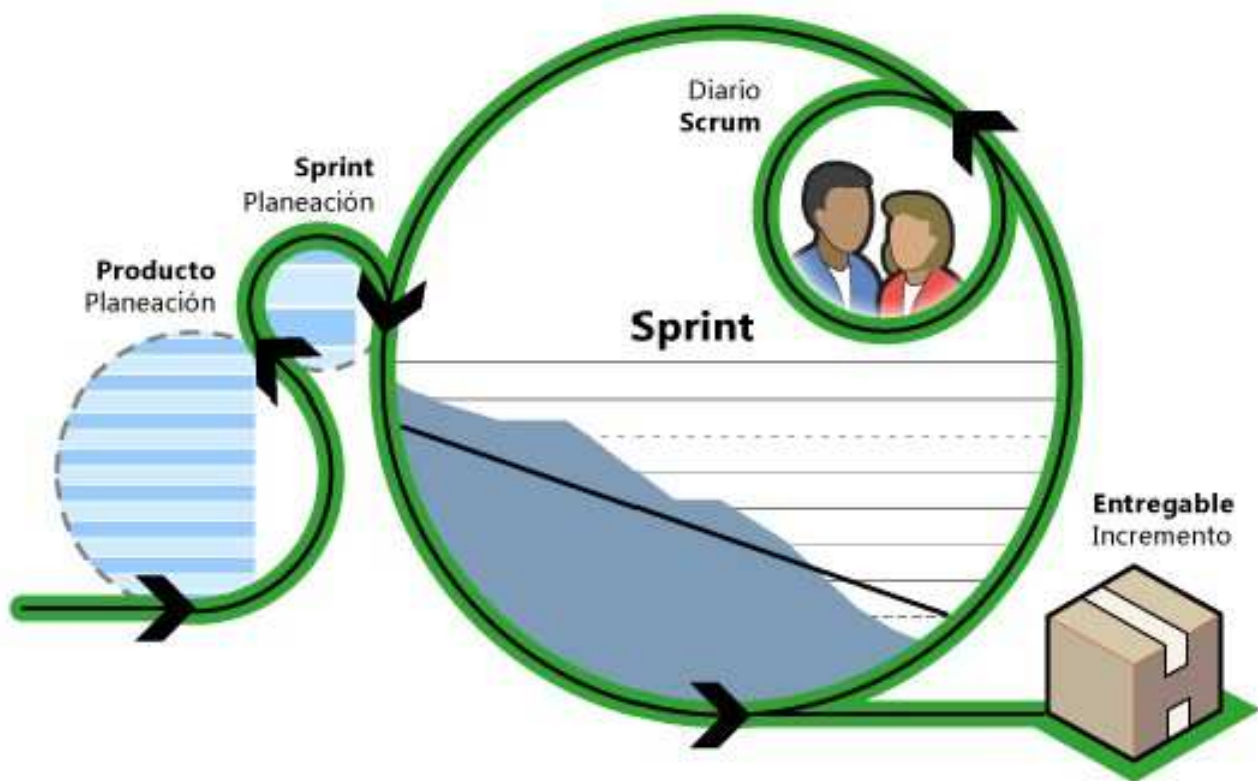 Diario
Scrum
Sprint
Planeación
Producto
Planeación
Sprint
Entregable
Incremento